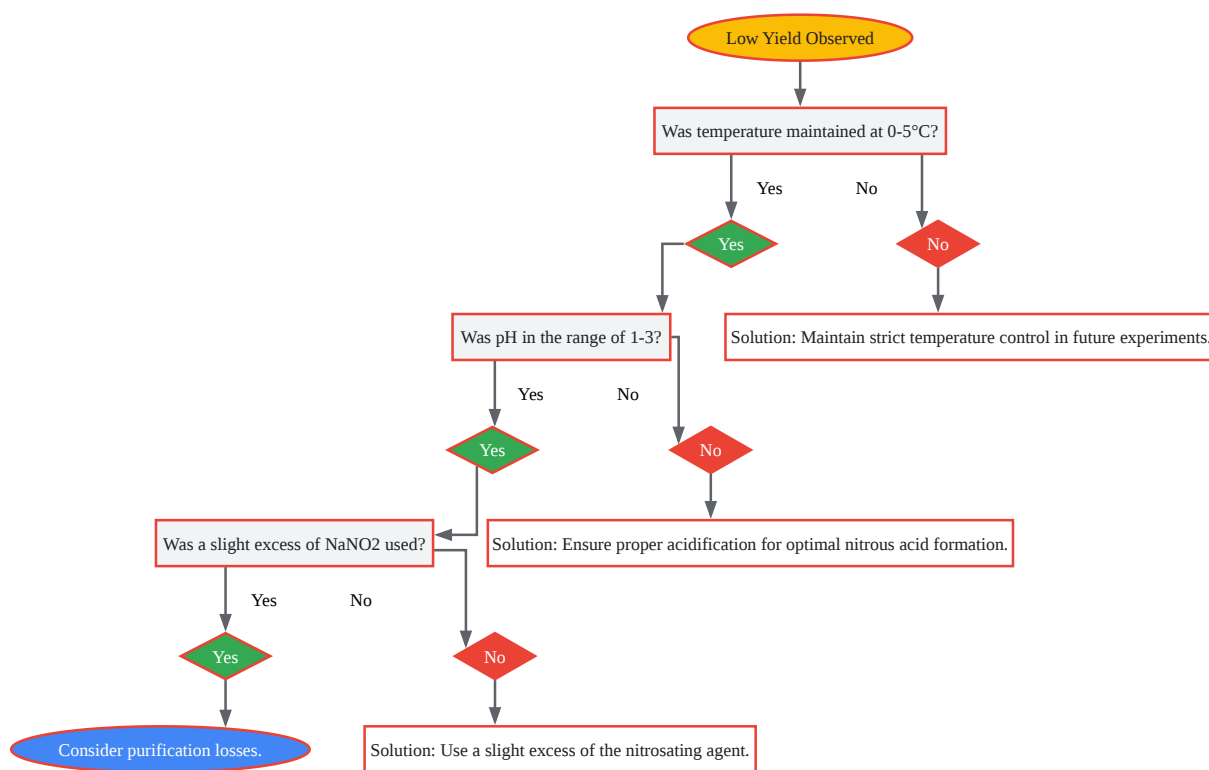 Low Yield Observed
Was temperature maintained at 0-5°C?
Yes
No
Yes
No
Was pH in the range of 1-3?
Solution: Maintain strict temperature control in future experiments.
Yes
No
Yes
No
Was a slight excess of NaNO2 used?
Solution: Ensure proper acidification for optimal nitrous acid formation.
Yes
No
Yes
No
Consider purification losses.
Solution: Use a slight excess of the nitrosating agent.